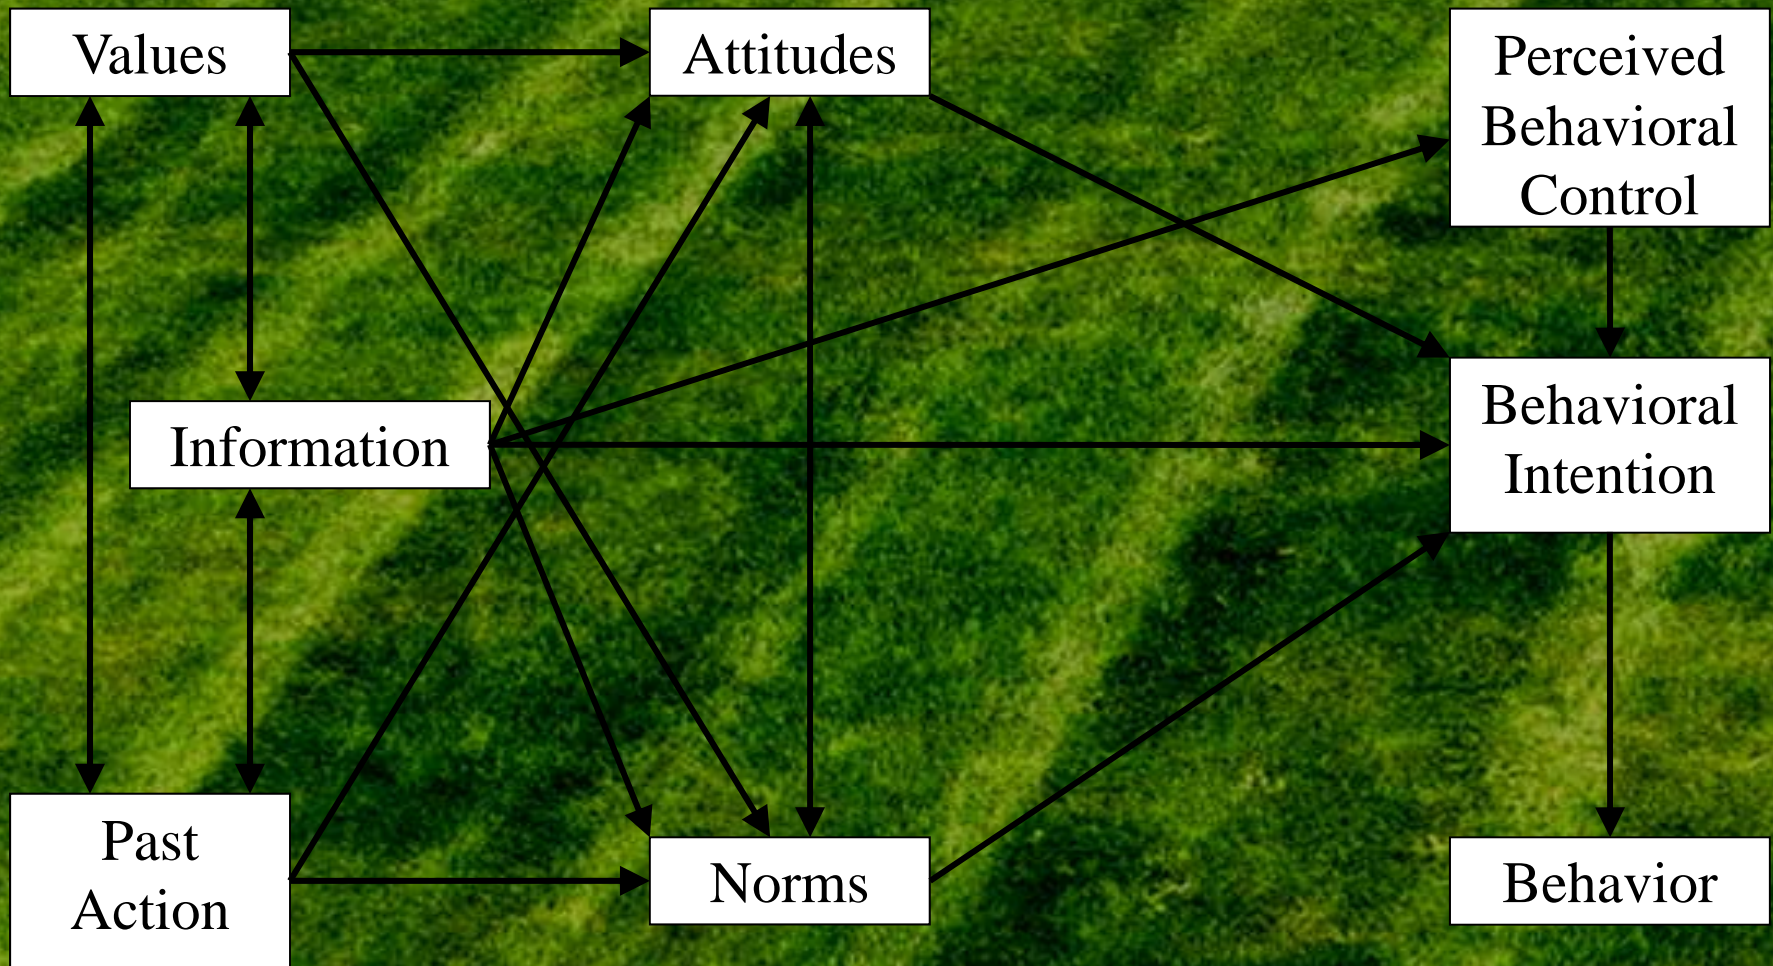 Values
Attitudes
Perceived
Behavioral
Control
Information
Behavioral
Intention
Past
Action
Norms
Behavior